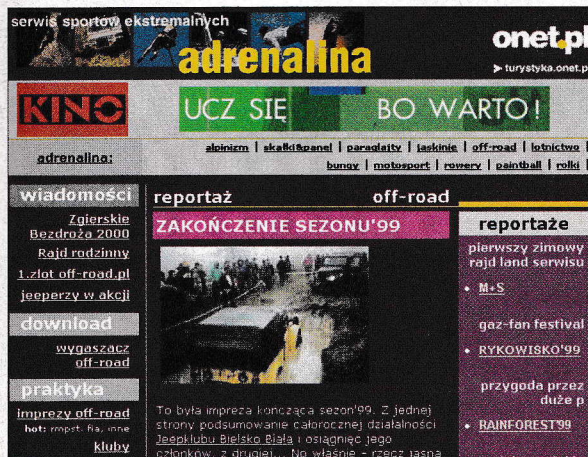 serwis sportów ekstremalnych
adrenalina
onet.pl
turystyka.onet.p
KINO
UCZ SIĘ BO WARTO!
adrenalina:
alpinizm | skałki&panel | paraglajty | jaskinie | off-road | lotnictwo |
bungy | motosport | rowery | paintball | rolki
wiadomości
Zgierskie
Bezdroża 2000
Rajd rodzinny
1.zlot off-road.pl
jeeperzy w akcji
download
wygaszacz
off-road
praktyka
imprezy off-road
hot: inne
kluby
reportaż off-road
ZAKOŃCZENIE SEZONU'99
To była impreza kończąca sezon'99. Z jednej
strony podsumowanie całorocznej działalności
Jeepklubu Bielsko Biała i osiągnięć jego
członków, z drugiej... No właśnie - rzecz jasna
reportaże
pierwszy zimowy
rajd land serwisu
M+S
gaz-fan festival
RYKOWISKO'99
przygoda przez
duże p
RAINFOREST'99